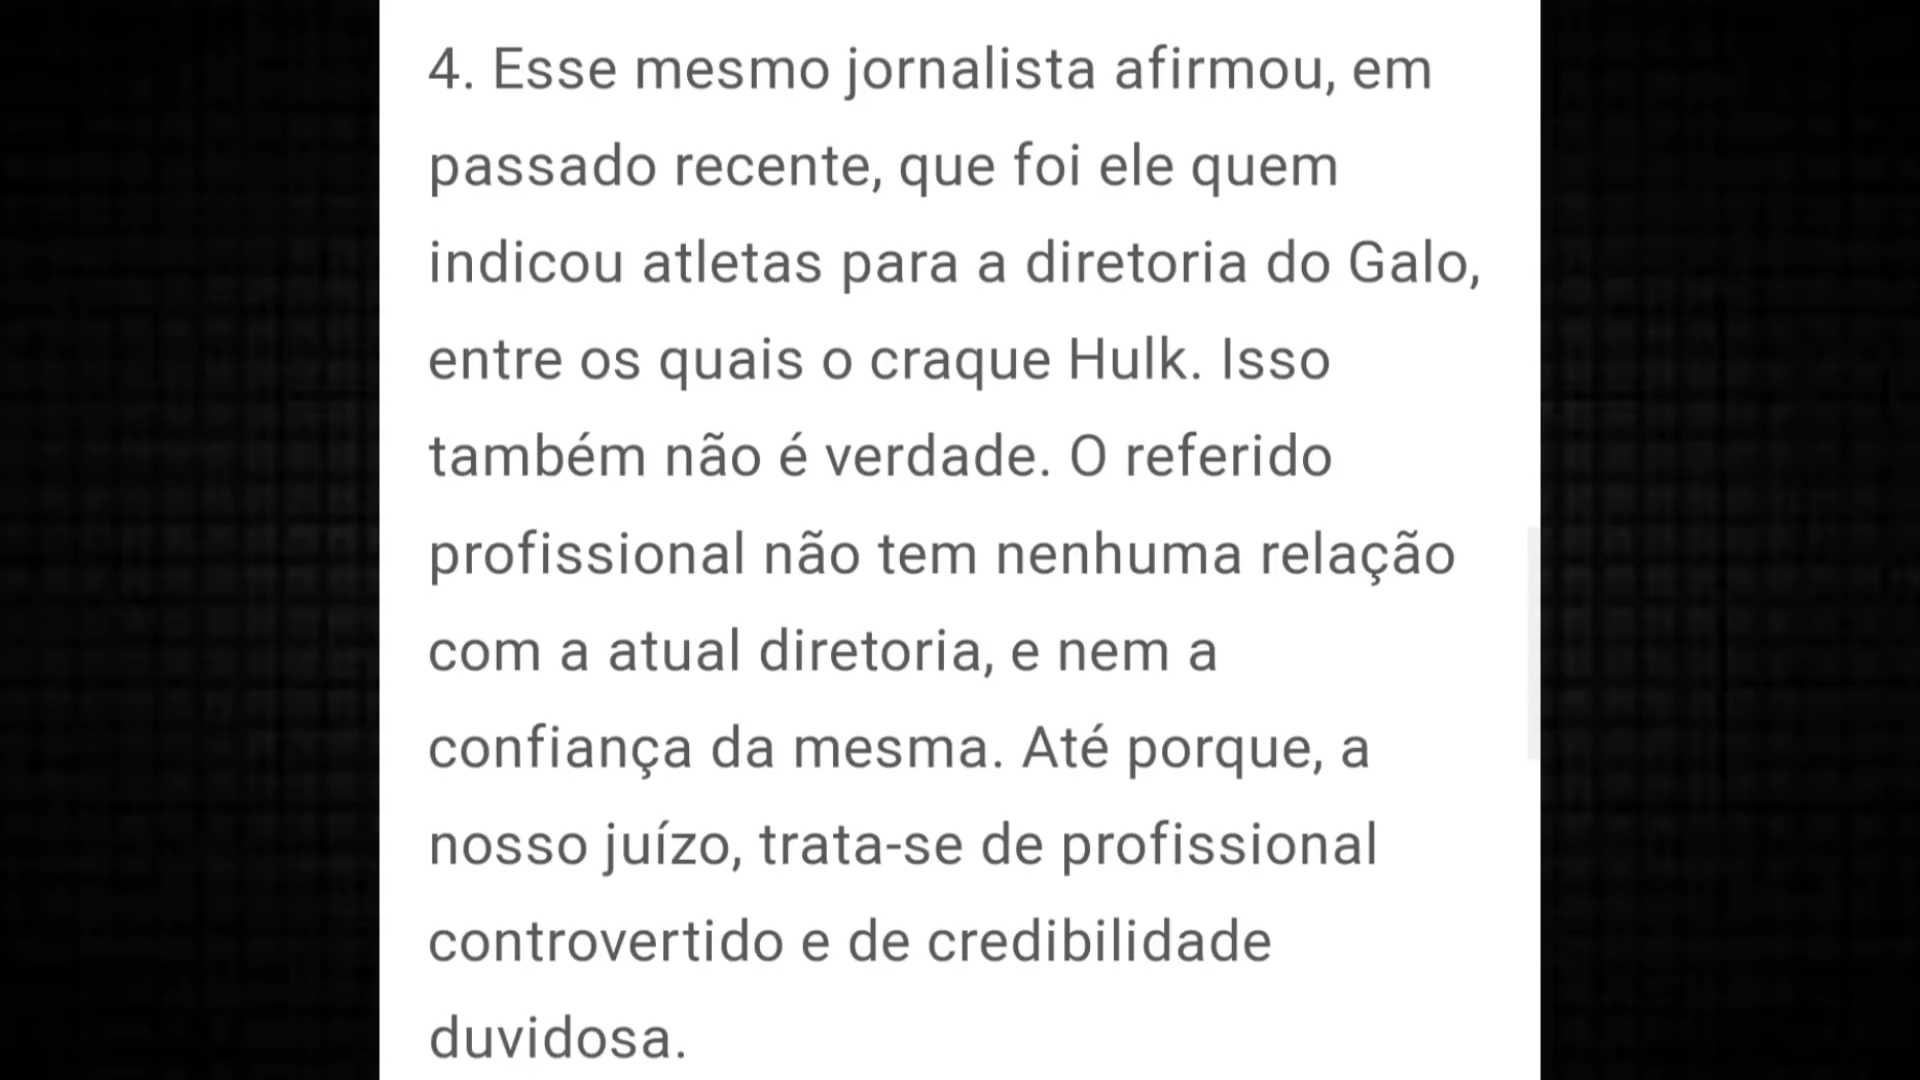 4. Esse mesmo jornalista afirmou, em
passado recente, que foi ele quem
indicou atletas para a diretoria do Galo,
entre os quais o craque Hulk. Isso
também não é verdade. O referido
profissional não tem nenhuma relação
com a atual diretoria, e nem a
confiança da mesma. Até porque, a
nosso juízo, trata-se de profissional
controvertido e de credibilidade
duvidosa.